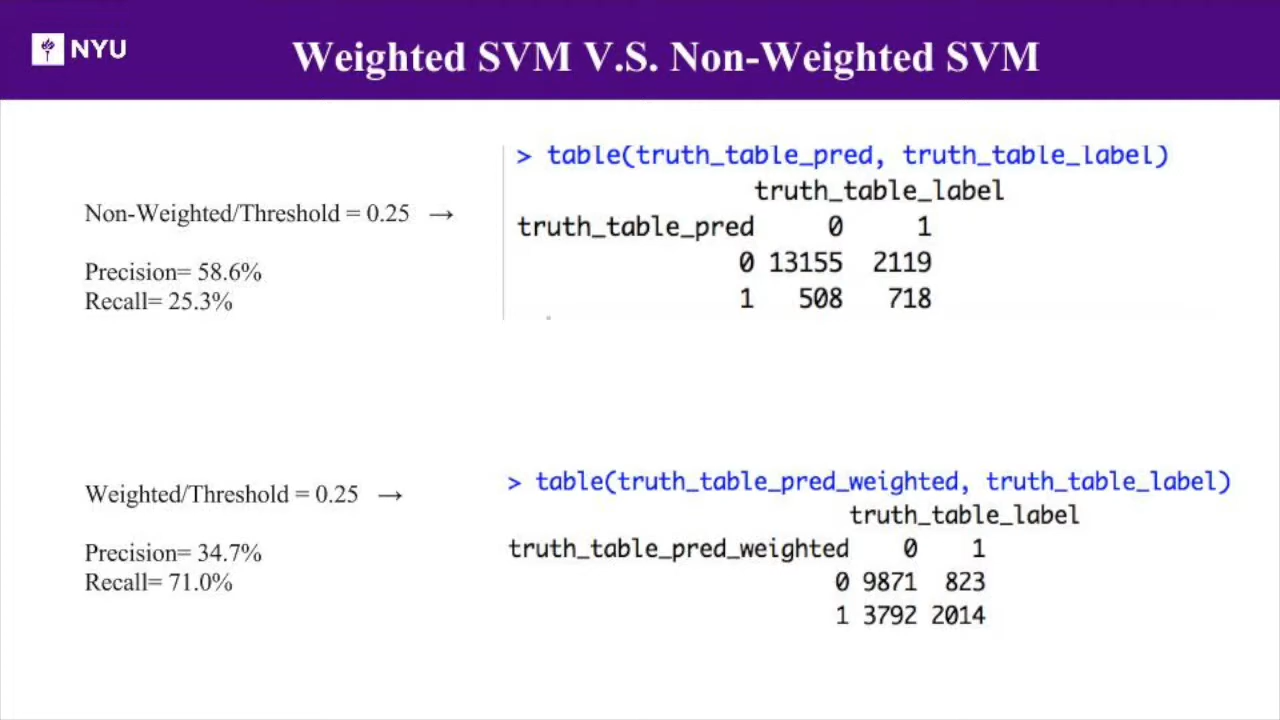 NYU
Weighted SVM V.S. Non-Weighted SVM
Non-Weighted/Threshold = 0.25 →
Precision= 58.6%
Recall= 25.3%
> table(truth_table_pred, truth_table_label)
truth_table_label
truth_table_pred 0 1
0 13155 2119
1 508 718
Weighted/Threshold = 0.25 →
Precision= 34.7%
Recall= 71.0%
> table(truth_table_pred_weighted, truth_table_label)
truth_table_label
truth_table_pred_weighted 0 1
0 9871 823
1 3792 2014